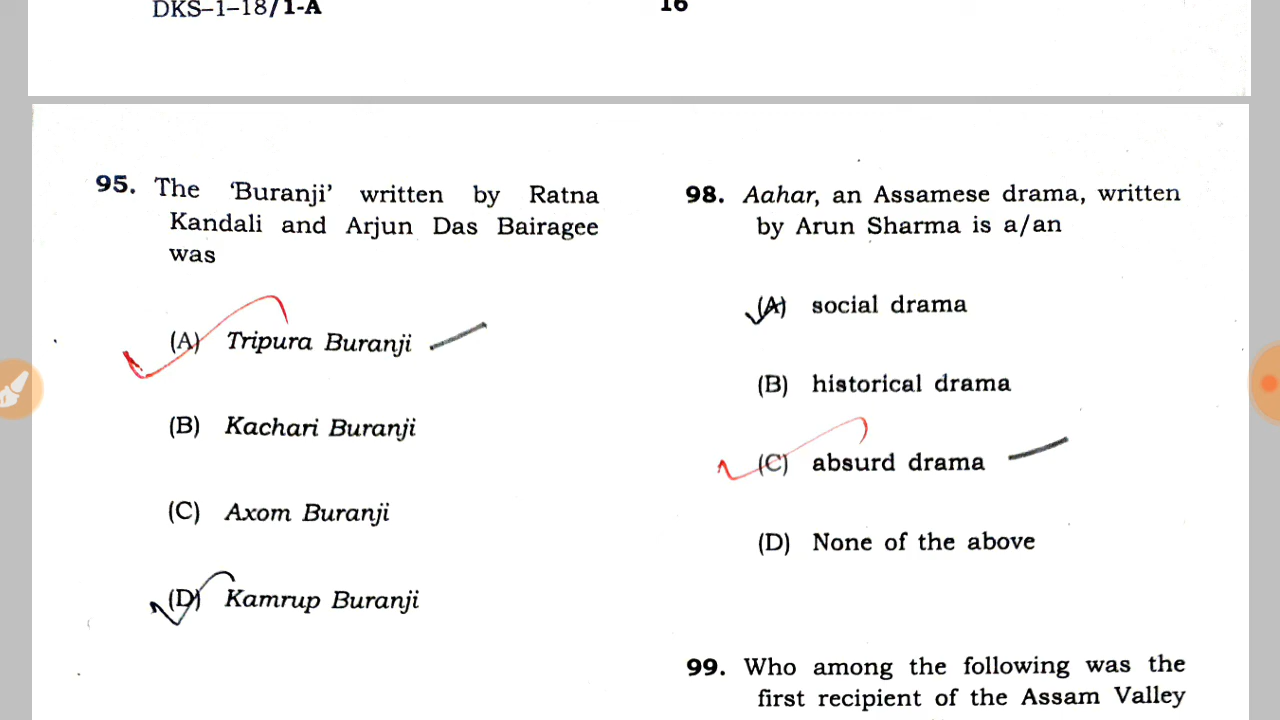 DKS–1–18/1-A
16
95. The ‘Buranji’ written by Ratna
Kandali and Arjun Das Bairagee
was
(A) Tripura Buranji
(B) Kachari Buranji
(C) Axom Buranji
(D) Kamrup Buranji
98. Aahar, an Assamese drama, written
by Arun Sharma is a/an
(A) social drama
(B) historical drama
(C) absurd drama
(D) None of the above
99. Who among the following was the
first recipient of the Assam Valley